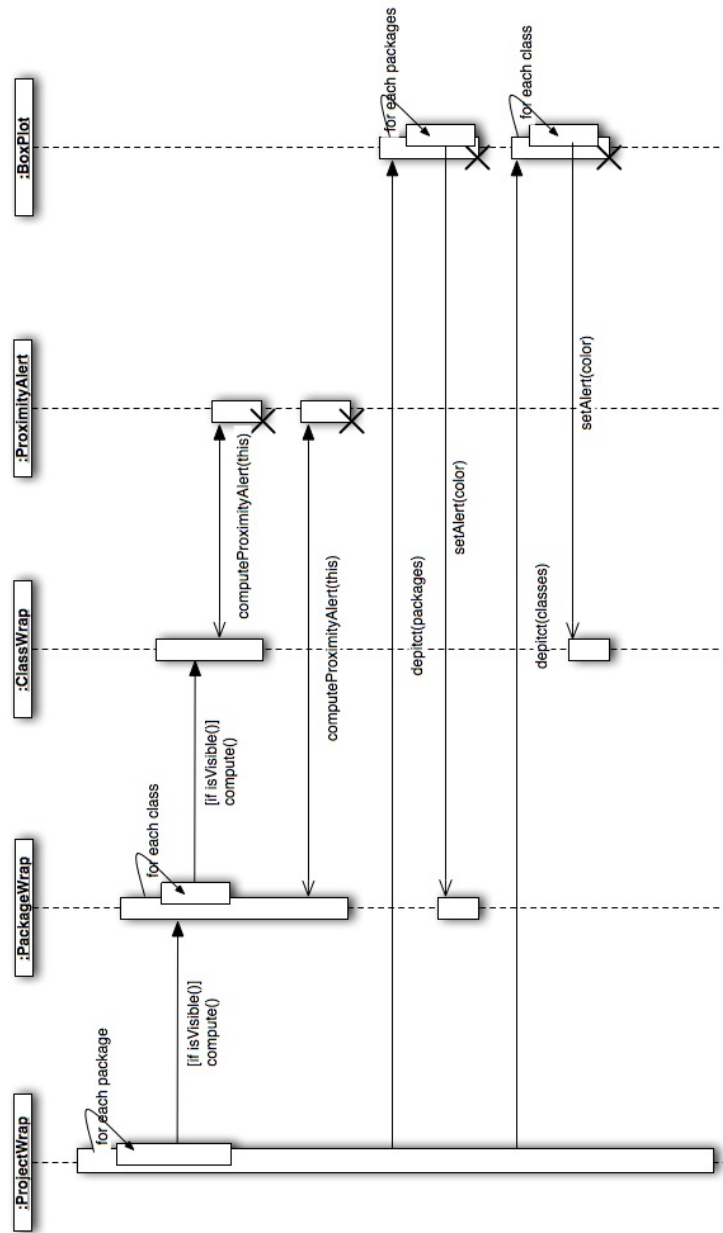 :ProjectWrap
:PackageWrap
:ClassWrap
:ProximityAlert
:BoxPlot
for each package
[if isVisible()]
compute()
for each class
[if isVisible()]
compute()
computeProximityAlert(this)
computeProximityAlert(this)
for each packages
depitct(packages)
setAlert(color)
for each class
depitct(classes)
setAlert(color)